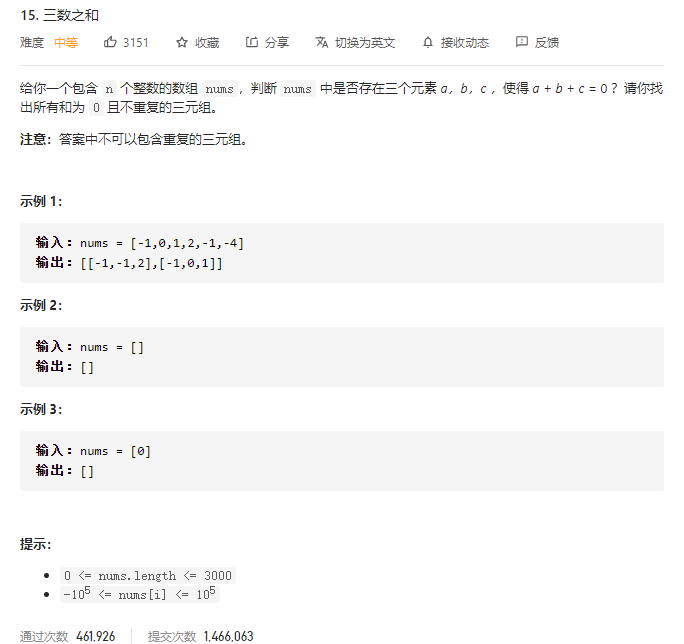 15. 三数之和
难度 中等 3151 收藏 分享 切换为英文 接收动态 反馈
给你一个包含 n 个整数的数组 nums，判断 nums 中是否存在三个元素 a，b，c ，使得 a + b + c = 0 ？请你找
出所有和为 0 且不重复的三元组。
注意：答案中不可以包含重复的三元组。
示例 1：
输入：nums = [-1,0,1,2,-1,-4]
输出：[[-1,-1,2],[-1,0,1]]
示例 2：
输入：nums = []
输出：[]
示例 3：
输入：nums = [0]
输出：[]
提示：
0 <= nums.length <= 3000
-10⁵ <= nums[i] <= 10⁵
通过次数 461,926 提交次数 1,466,063